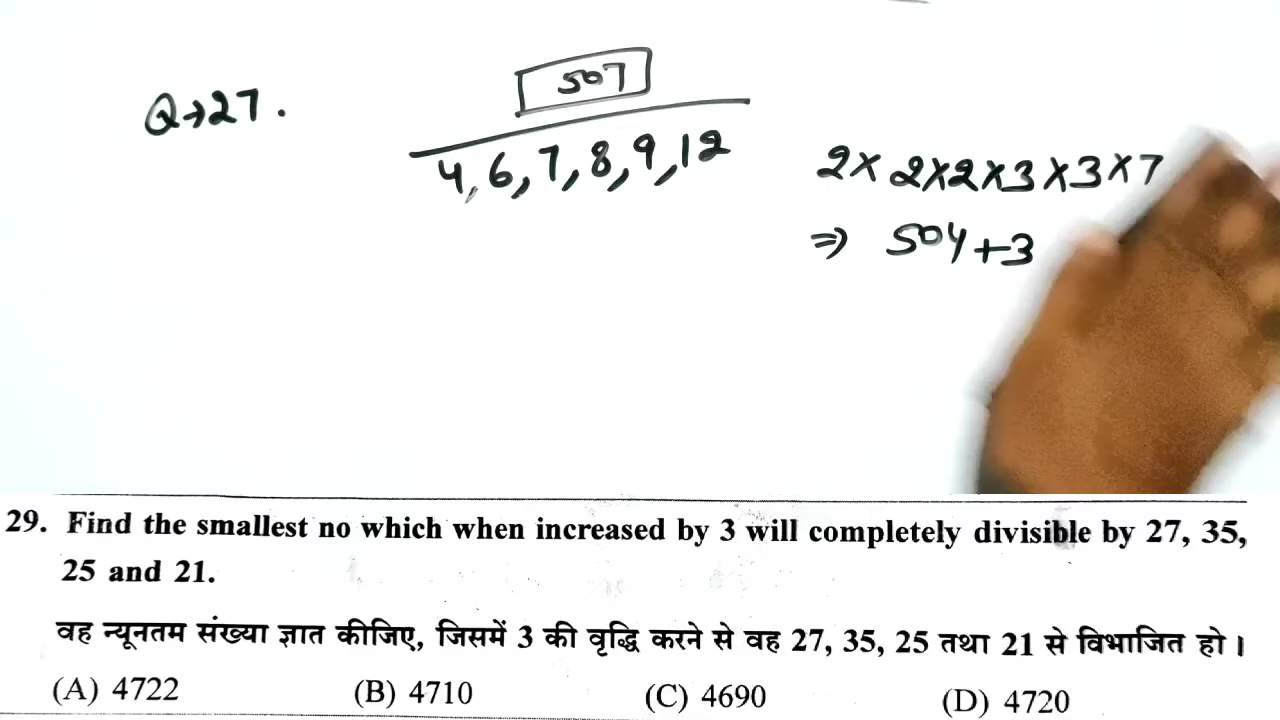 Q→27.
507
4, 6, 7, 8, 9, 12
2×2×2×3×3×7
⇒ 504+3
29. Find the smallest no which when increased by 3 will completely divisible by 27, 35,
25 and 21.
वह न्यूनतम संख्या ज्ञात कीजिए, जिसमें 3 की वृद्धि करने से वह 27, 35, 25 तथा 21 से विभाजित हो।
(A) 4722 (B) 4710 (C) 4690 (D) 4720